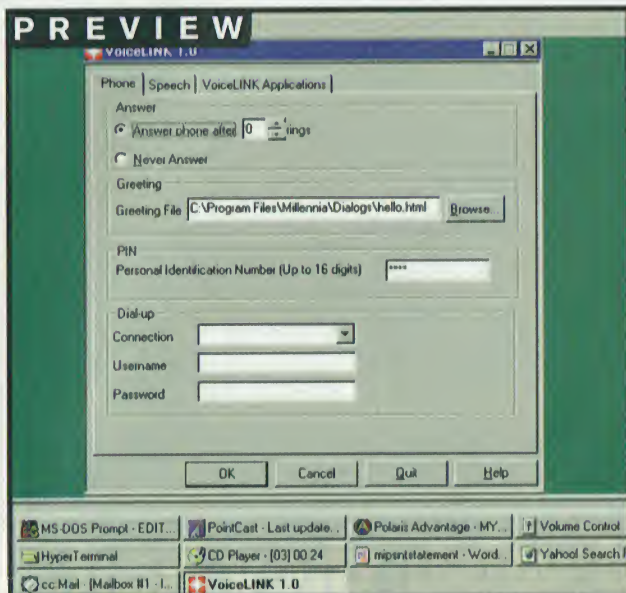 PREVIEW
VoiceLINK 1.0
Phone Speech VoiceLINK Applications
Answer
Answer phone after 0 rings
Never Answer
Greeting
Greeting File C:\Program Files\Millennia\Dialogs\hello.html Browse...
PIN
Personal Identification Number (Up to 16 digits) ****
Dial-up
Connection
Username
Password
OK Cancel Quit Help
MS-DOS Prompt - EDIT... PointCast - Last update... Polaris Advantage - MY... Volume Control
HyperTerminal CD Player - [03] 00:24 mipsntstatement - Word... Yahoo! Search
cc:Mail - [Mailbox #1 - I... VoiceLINK 1.0